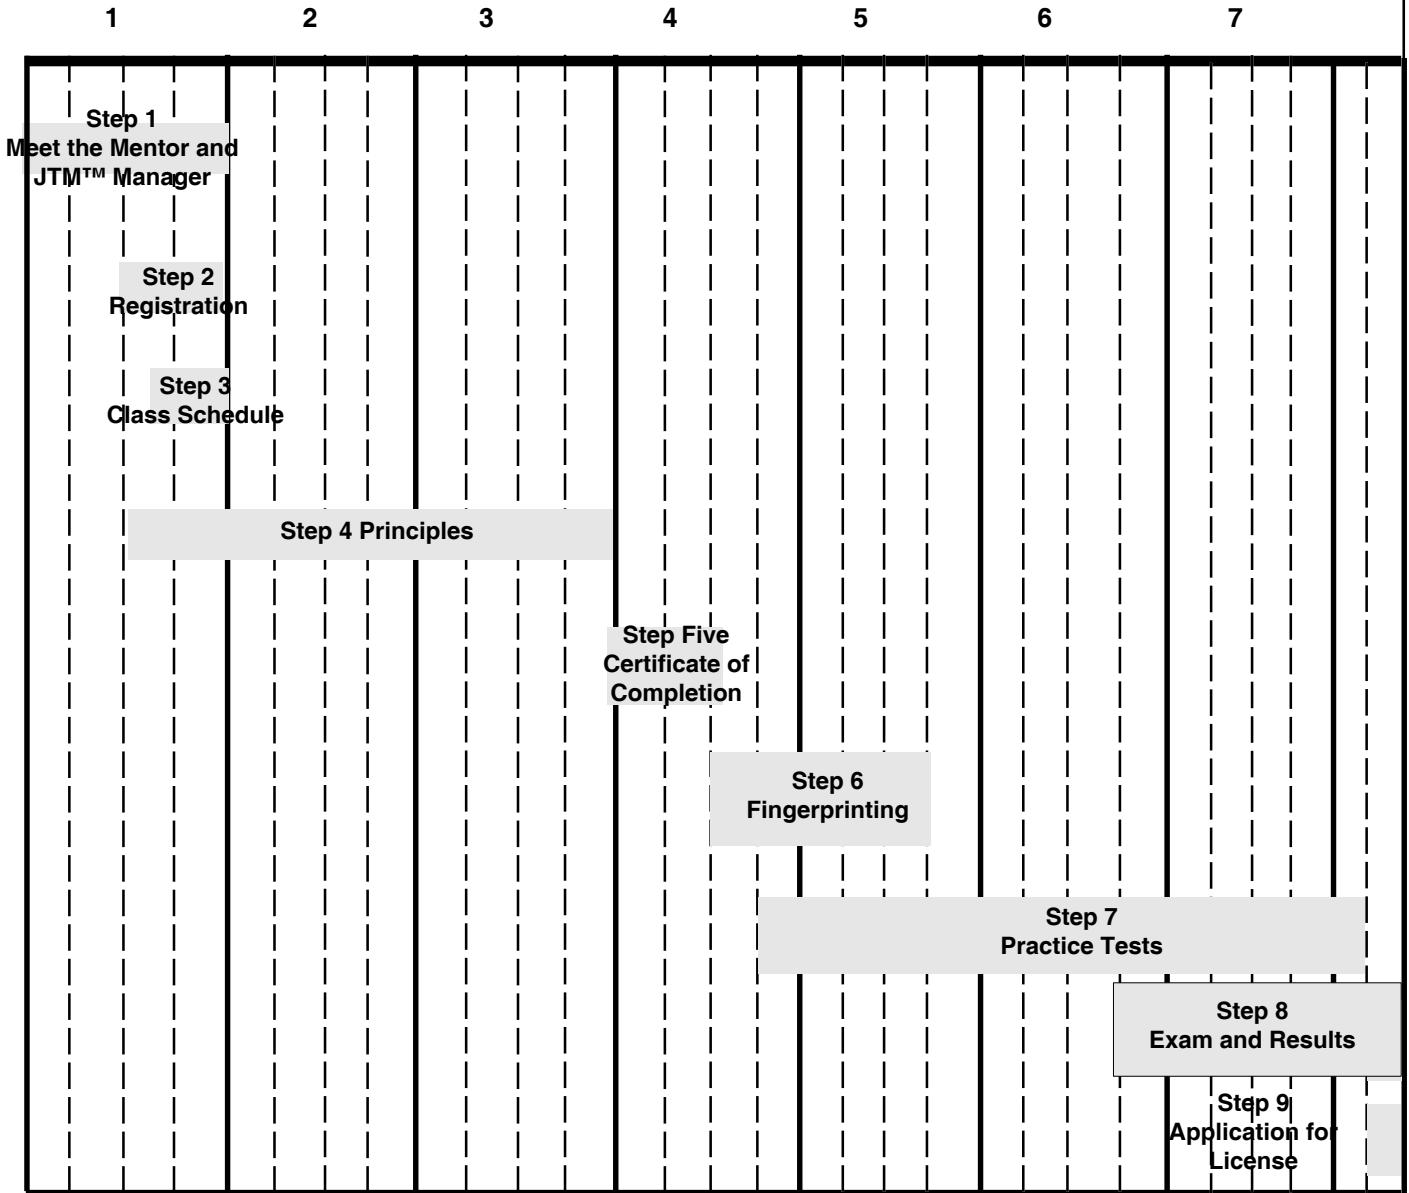 1 2 3 4 5 6 7
Step 1
Meet the Mentor and
JTM™ Manager
Step 2
Registration
Step 3
Class Schedule
Step 4 Principles
Step Five
Certificate of
Completion
Step 6
Fingerprinting
Step 7
Practice Tests
Step 8
Exam and Results
Step 9
Application for
License